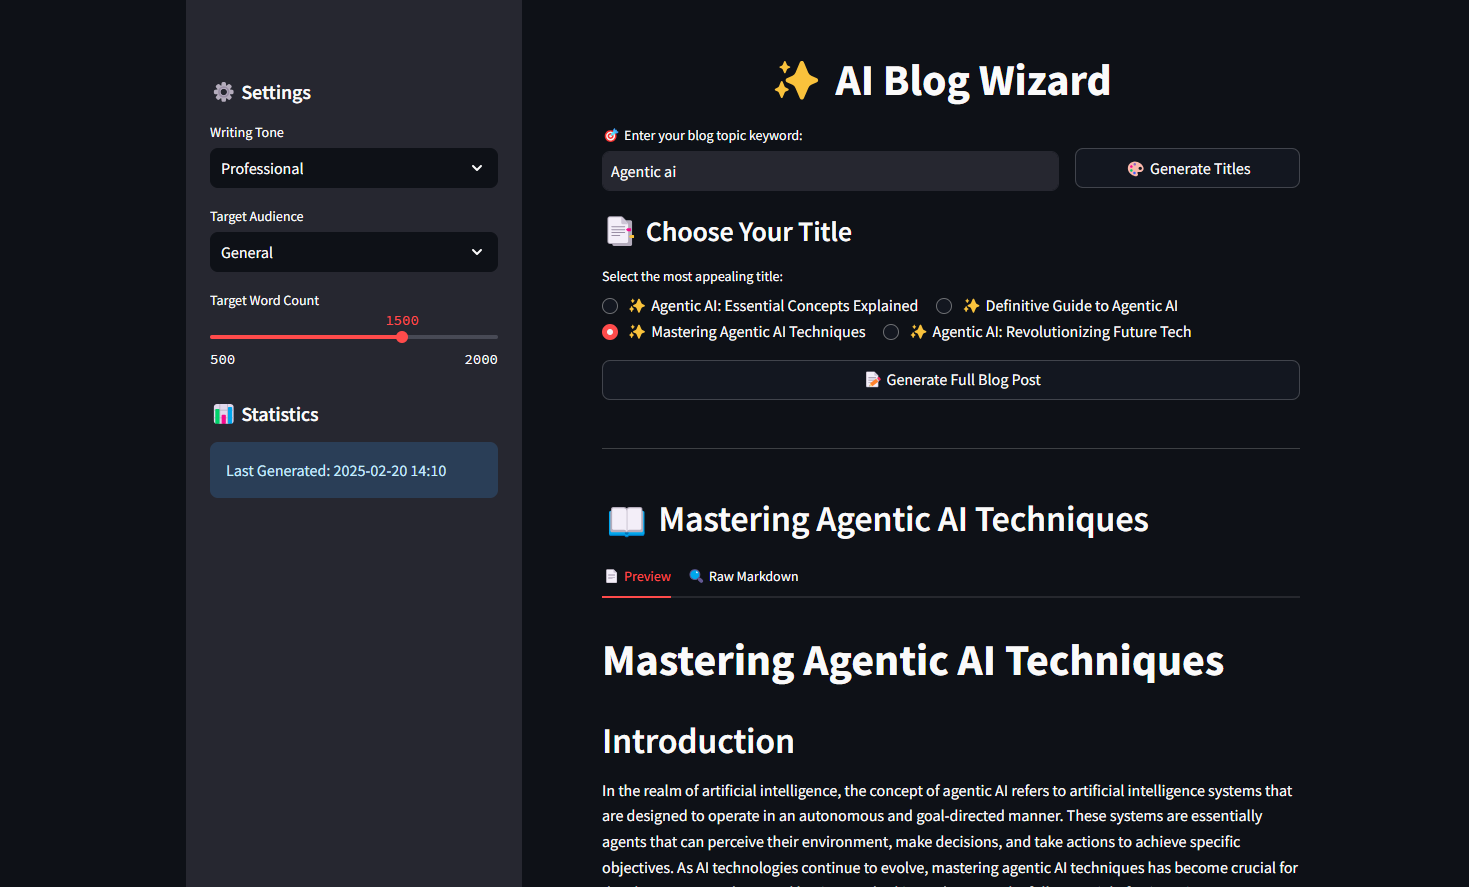 Settings
Writing Tone
Professional
Target Audience
General
Target Word Count
1500
500 2000
Statistics
Last Generated: 2025-02-20 14:10
AI Blog Wizard
Enter your blog topic keyword:
Agentic ai
Generate Titles
Choose Your Title
Select the most appealing title:
Agentic AI: Essential Concepts Explained Definitive Guide to Agentic AI
Mastering Agentic AI Techniques Agentic AI: Revolutionizing Future Tech
Generate Full Blog Post
Mastering Agentic AI Techniques
Preview Raw Markdown
Mastering Agentic AI Techniques
Introduction
In the realm of artificial intelligence, the concept of agentic AI refers to artificial intelligence systems that
are designed to operate in an autonomous and goal-directed manner. These systems are essentially
agents that can perceive their environment, make decisions, and take actions to achieve specific
objectives. As AI technologies continue to evolve, mastering agentic AI techniques has become crucial for